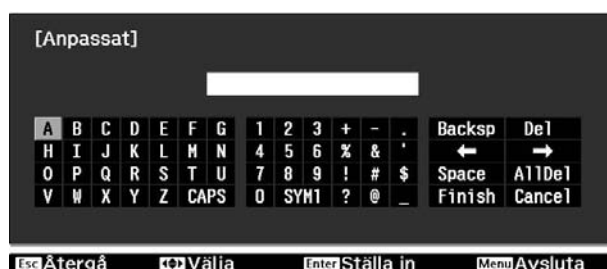 [Anpassat]
A B C D E F G 1 2 3 + - . Backsp Del
H I J K L M N 4 5 6 % & ' ← →
O P Q R S T U 7 8 9 ! # $ Space AllDel
V W X Y Z CAPS 0 SYM1 ? @ _ Finish Cancel
Esc Återgå Välja Enter Ställa in Menu Avsluta